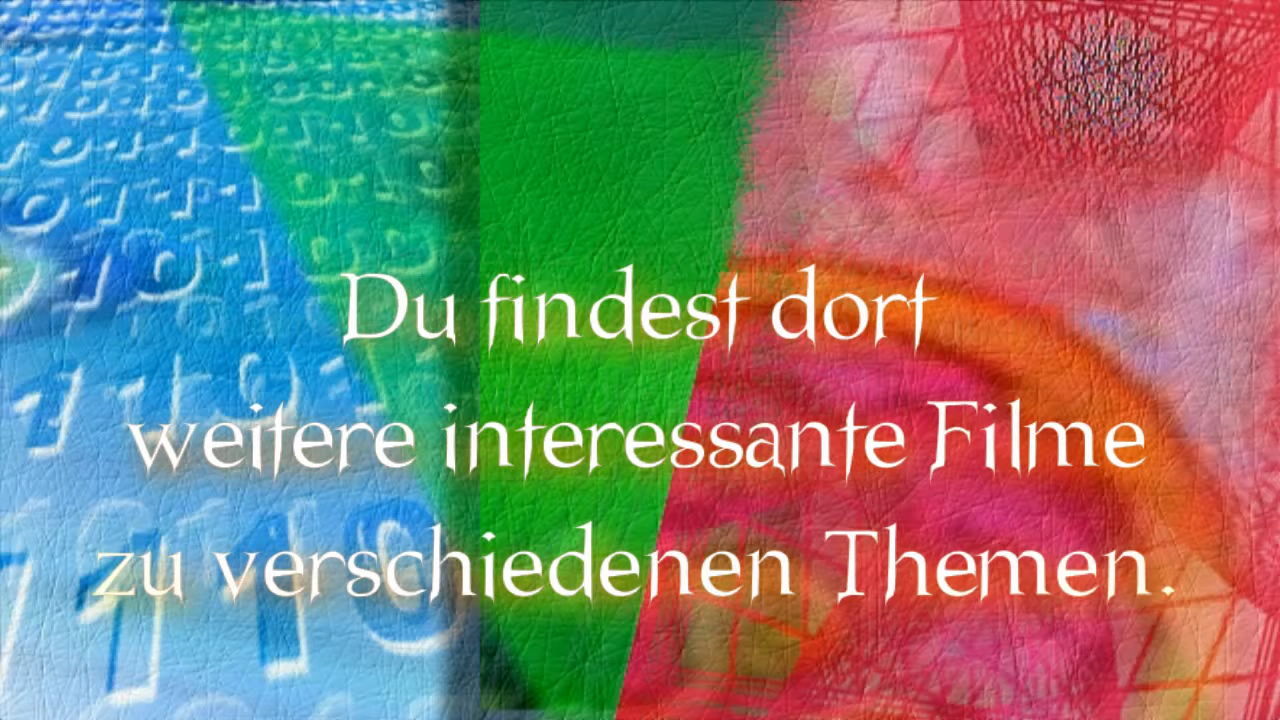 Du findest dort
weitere interessante Filme
zu verschiedenen Themen.